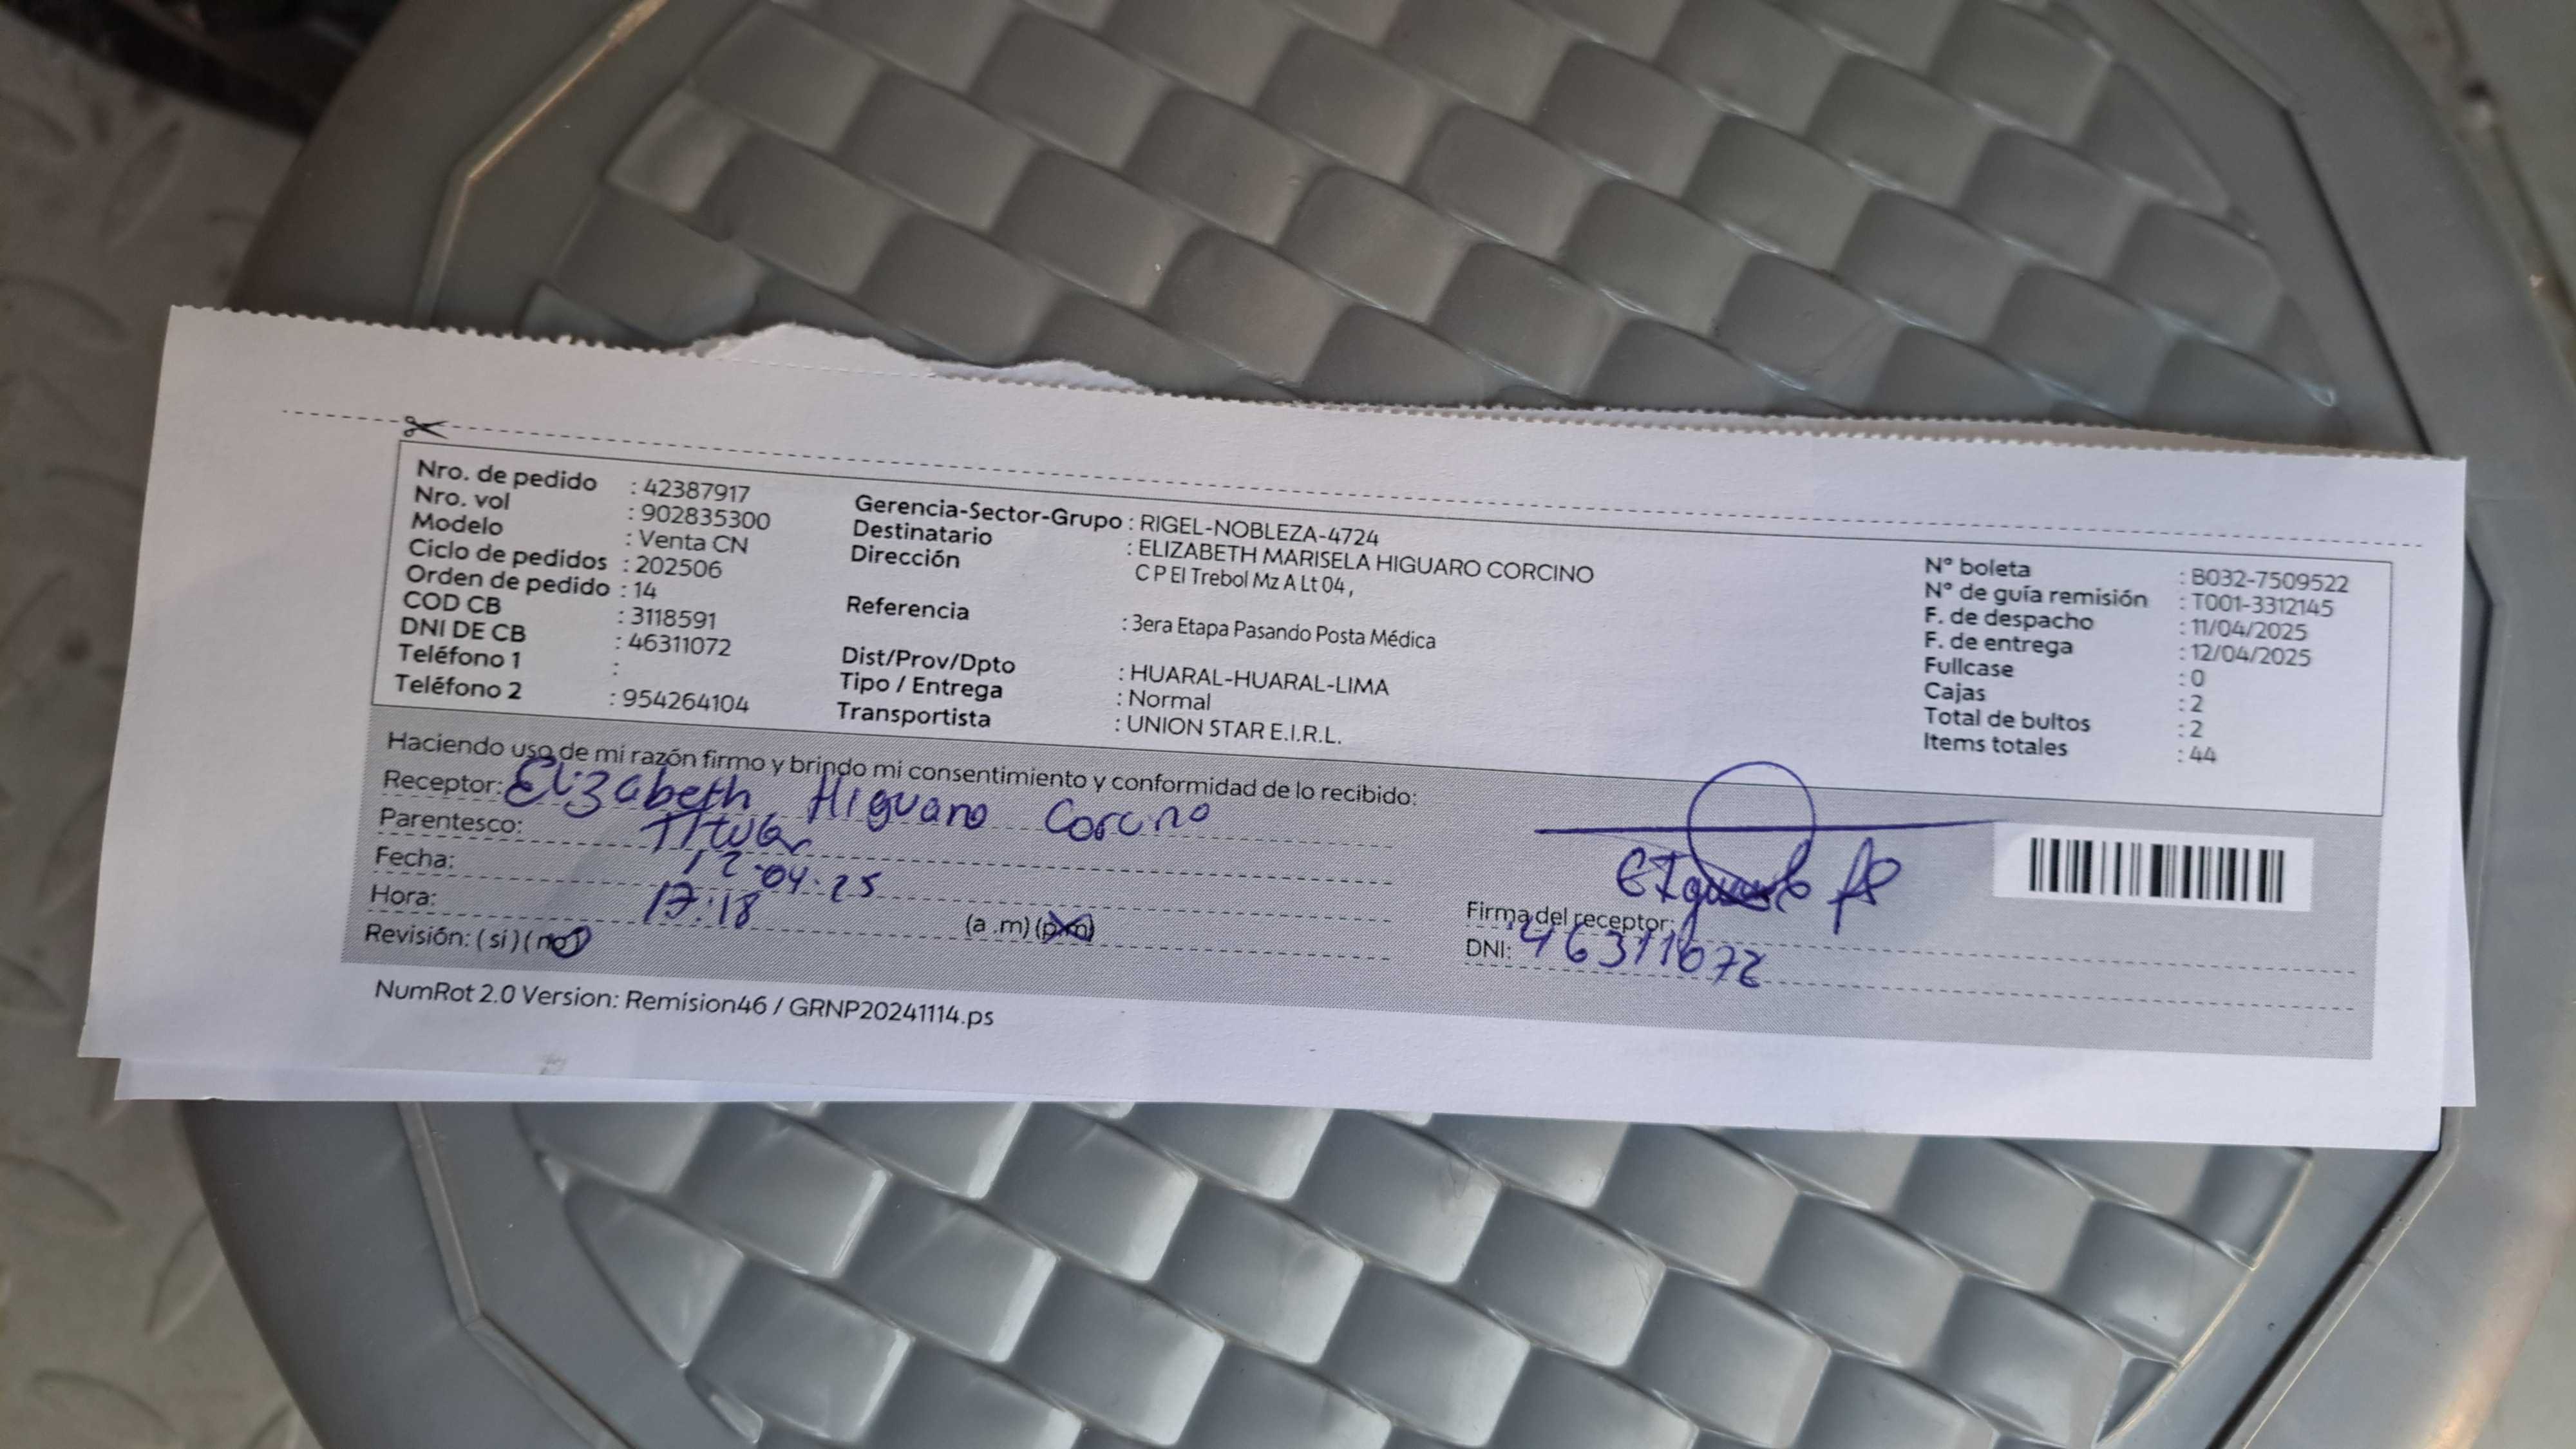 Nro. de pedido : 42387917
Nro. vol : 902835300
Modelo : Venta CN
Ciclo de pedidos : 202506
Orden de pedido : 14
COD CB : 3118591
DNI DE CB : 46311072
Teléfono 1 :
Teléfono 2 : 954264104
Gerencia-Sector-Grupo : RIGEL-NOBLEZA-4724
Destinatario : ELIZABETH MARISELA HIGUARO CORCINO
Dirección C P El Trebol Mz A Lt 04 ,
Referencia : 3era Etapa Pasando Posta Médica
Dist/Prov/Dpto : HUARAL-HUARAL-LIMA
Tipo / Entrega : Normal
Transportista : UNION STAR E.I.R.L.
N° boleta : B032-7509522
N° de guía remisión : T001-3312145
F. de despacho : 11/04/2025
F. de entrega : 12/04/2025
Fullcase : 0
Cajas : 2
Total de bultos : 2
Items totales : 44
Haciendo uso de mi razón firmo y brindo mi consentimiento y conformidad de lo recibido:
Receptor: Elizabeth Higuaro Corcino
Parentesco: Titular
Fecha: 12-04-25
Hora: 17:18 (a .m) (p.m)
Revisión: ( si ) ( no )
Firma del receptor:
DNI: 46311072
NumRot 2.0 Version: Remision46 / GRNP20241114.ps